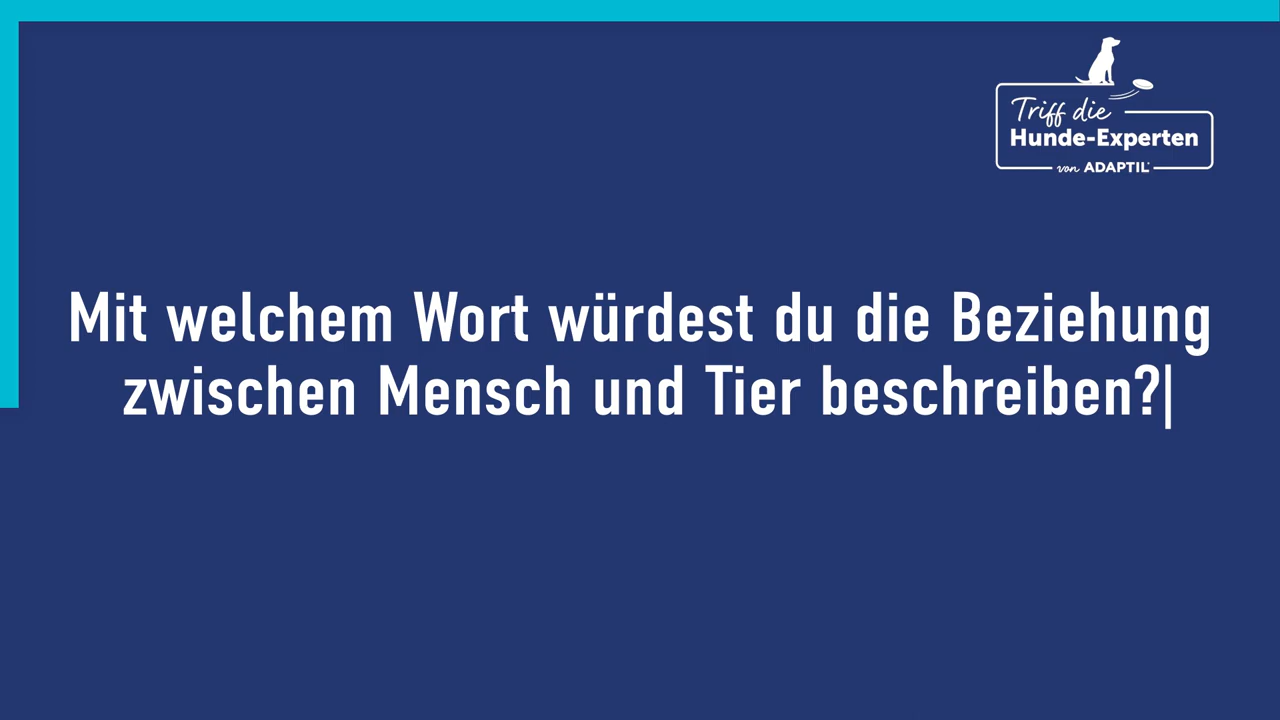 Triff die
Hunde-Experten
von ADAPTIL®
Mit welchem Wort würdest du die Beziehung
zwischen Mensch und Tier beschreiben?|